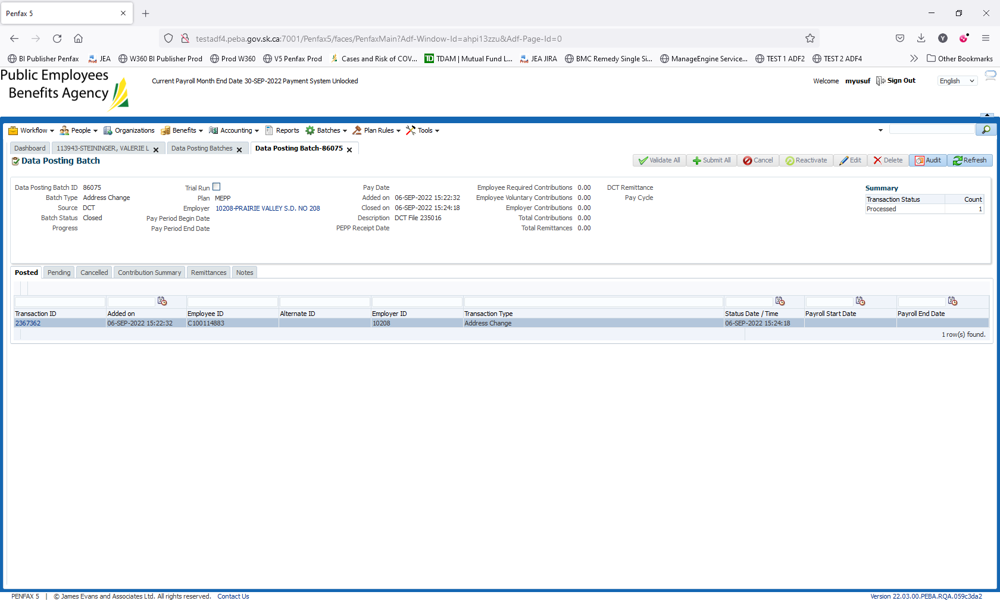 Penfax 5
testadf4.peba.gov.sk.ca:7001/Penfax5/faces/PenfaxMain?Adf-Window-Id=ahpi13zzu&Adf-Page-Id=0
BI Publisher Penfax JEA W360 BI Publisher Prod Prod W360 V5 Penfax Prod Cases and Risk of COV... TDAM | Mutual Fund L... JEA JIRA BMC Remedy Single Si... ManageEngine Service... TEST 1 ADF2 TEST 2 ADF4 Other Bookmarks
Public Employees
Benefits Agency
Current Payroll Month End Date 30-SEP-2022 Payment System Unlocked
Welcome myusuf Sign Out English
Workflow People Organizations Benefits Accounting Reports Batches Plan Rules Tools
Dashboard 113943-STEININGER, VALERIE L Data Posting Batches Data Posting Batch-86075
Data Posting Batch
Validate All Submit All Cancel Reactivate Edit Delete Audit Refresh
Data Posting Batch ID 86075
Batch Type Address Change
Source DCT
Batch Status Closed
Progress
Trial Run
Plan MEPP
Employer 10208-PRAIRIE VALLEY S.D. NO 208
Pay Period Begin Date
Pay Period End Date
Pay Date
Added on 06-SEP-2022 15:22:32
Closed on 06-SEP-2022 15:24:18
Description DCT File 235016
PEPP Receipt Date
Employee Required Contributions 0.00
Employee Voluntary Contributions 0.00
Employer Contributions 0.00
Total Contributions 0.00
Total Remittances 0.00
DCT Remittance
Pay Cycle
Summary
Transaction Status Count
Processed 1
Posted Pending Cancelled Contribution Summary Remittances Notes
Transaction ID Added on Employee ID Alternate ID Employer ID Transaction Type Status Date / Time Payroll Start Date Payroll End Date
2367362 06-SEP-2022 15:22:32 C100114883 10208 Address Change 06-SEP-2022 15:24:18
1 row(s) found.
PENFAX 5 | © James Evans and Associates Ltd. All rights reserved. Contact Us
Version 22.03.00.PEBA.RQA.059c3da2